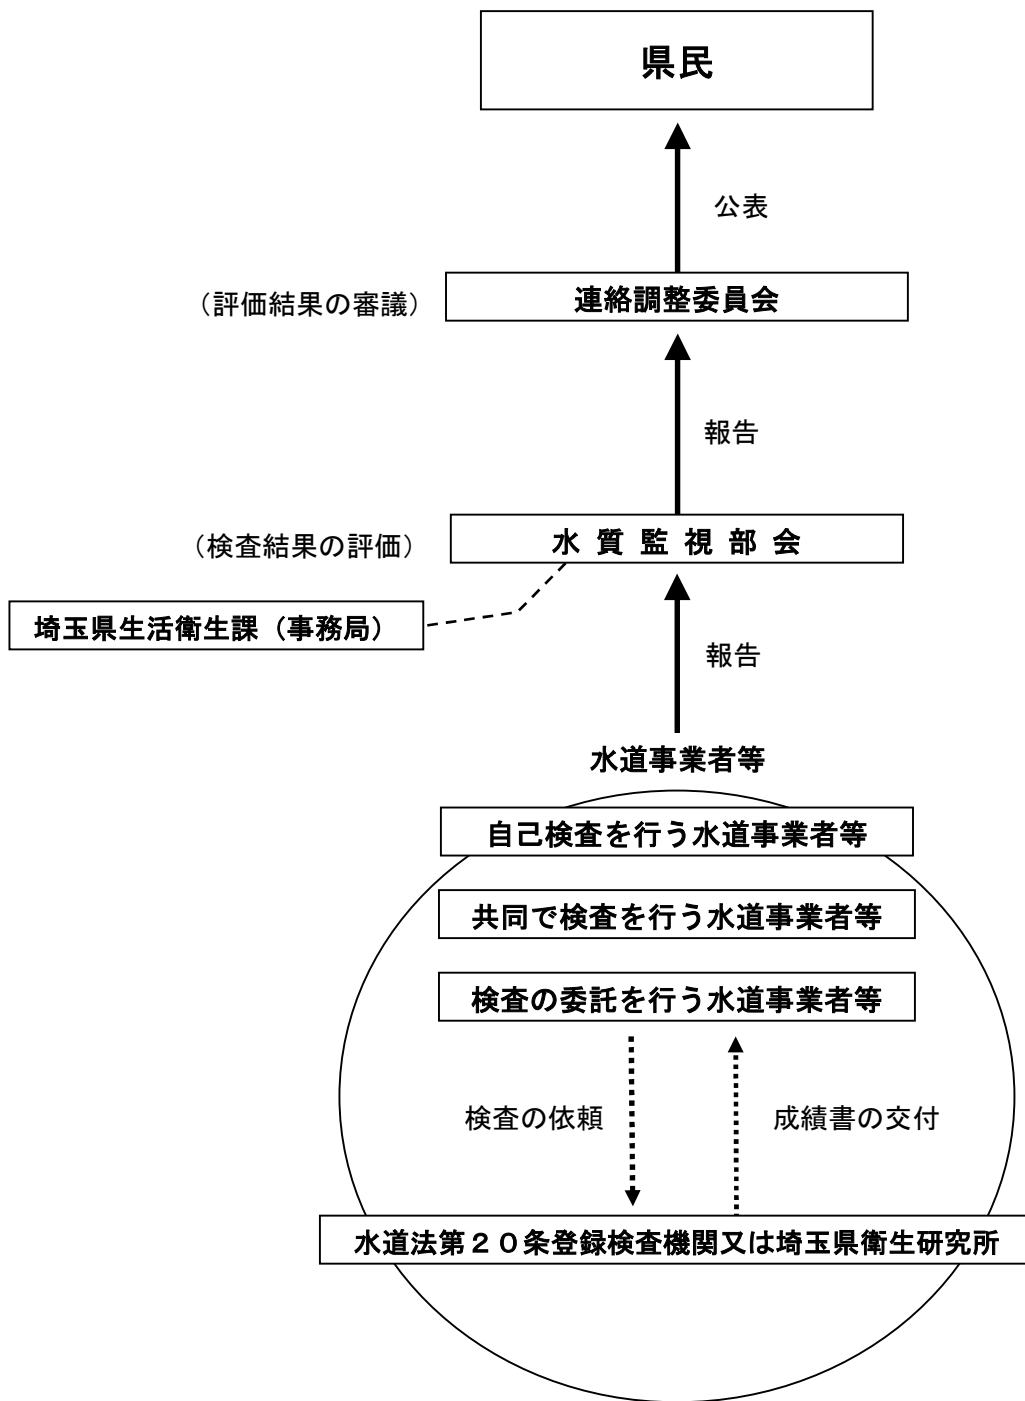 県民
公表
（評価結果の審議）
連絡調整委員会
報告
（検査結果の評価）
水 質 監 視 部 会
埼玉県生活衛生課（事務局）
報告
水道事業者等
自己検査を行う水道事業者等
共同で検査を行う水道事業者等
検査の委託を行う水道事業者等
検査の依頼
成績書の交付
水道法第２０条登録検査機関又は埼玉県衛生研究所